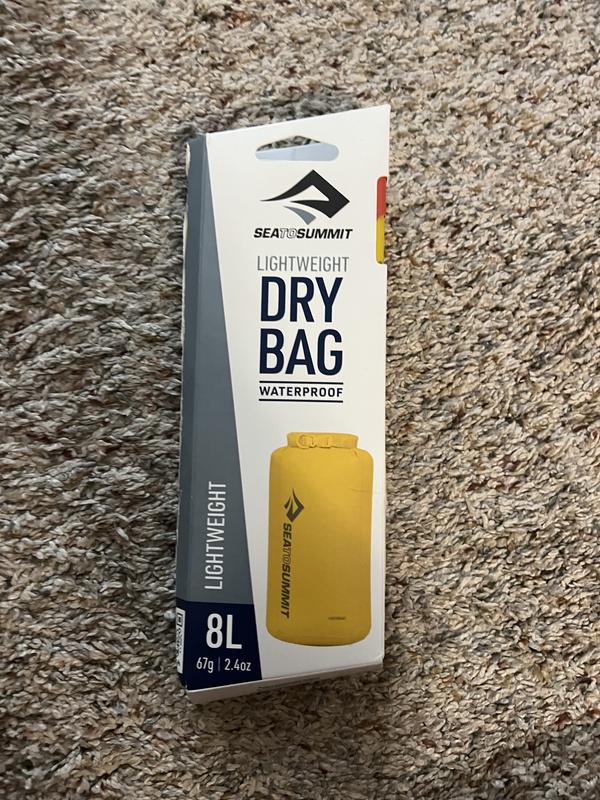 SEATOSUMMIT
LIGHTWEIGHT
DRY
BAG
WATERPROOF
SEATOSUMMIT
LIGHTWEIGHT
8L
67g | 2.4oz